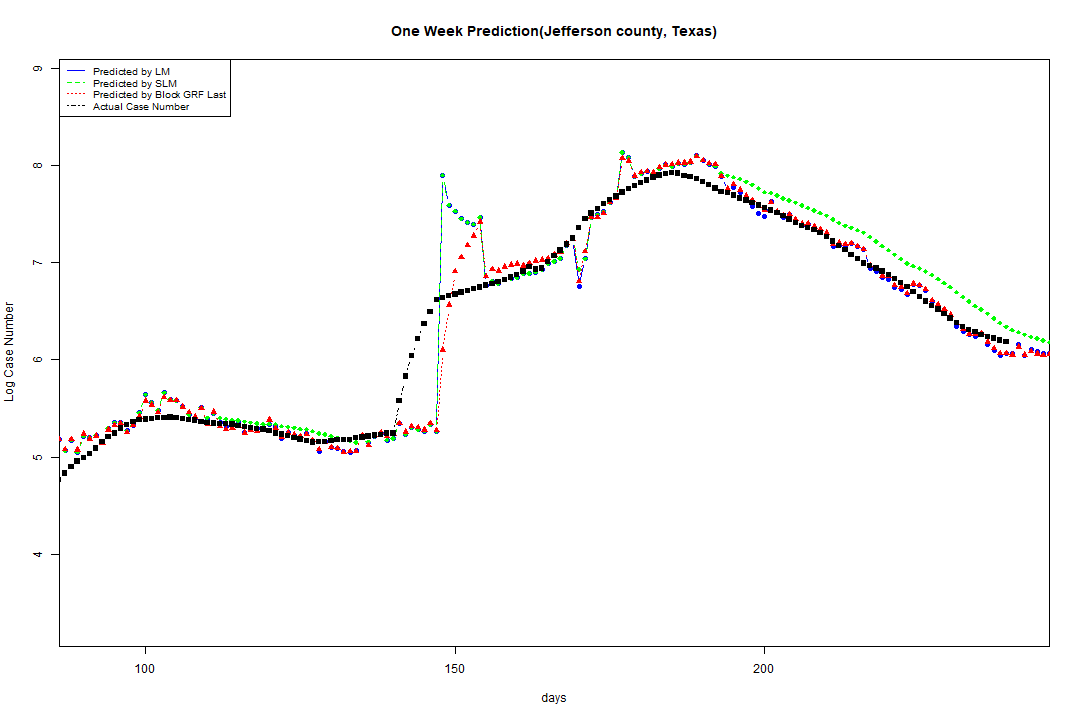 One Week Prediction(Jefferson county, Texas)
Predicted by LM
Predicted by SLM
Predicted by Block GRF Last
Actual Case Number
9
8
7
6
5
4
Log Case Number
100
150
200
days